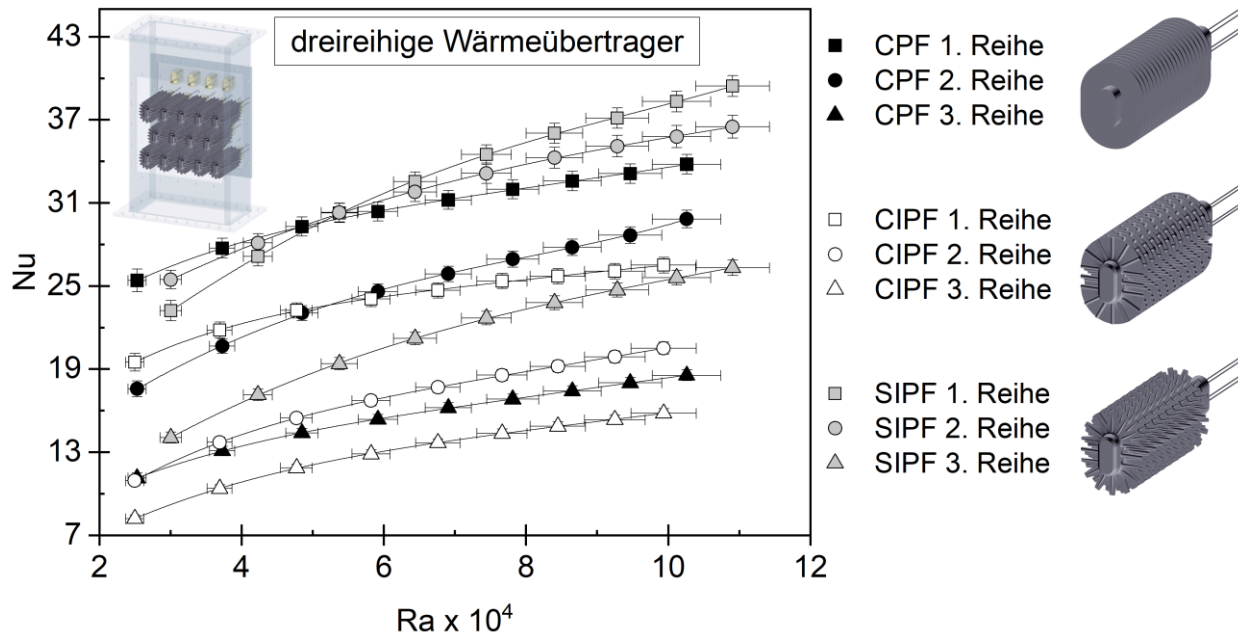 dreireihige Wärmeübertrager
Nu
43
37
31
25
19
13
7
2 4 6 8 10 12
Ra x 10⁴
CPF 1. Reihe
CPF 2. Reihe
CPF 3. Reihe
CIPF 1. Reihe
CIPF 2. Reihe
CIPF 3. Reihe
SIPF 1. Reihe
SIPF 2. Reihe
SIPF 3. Reihe